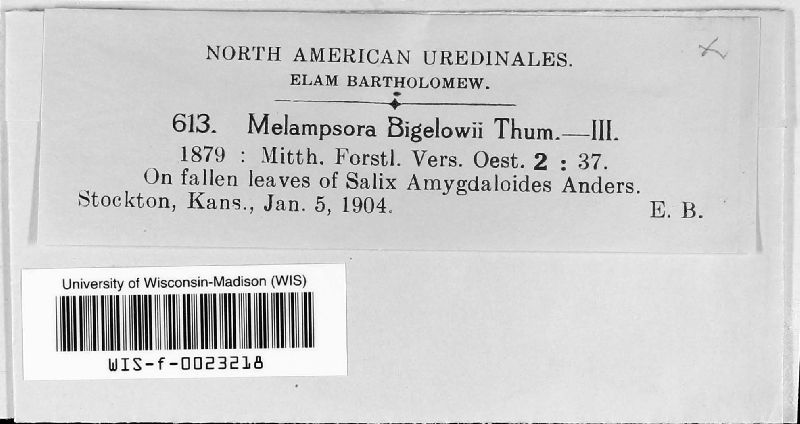 NORTH AMERICAN UREDINALES.
ELAM BARTHOLOMEW.
613. Melampsora Bigelowii Thum.—III.
1879 : Mitth. Forstl. Vers. Oest. 2 : 37.
On fallen leaves of Salix Amygdaloides Anders.
Stockton, Kans., Jan. 5, 1904. E. B.
University of Wisconsin-Madison (WIS)
WIS-f-0023218